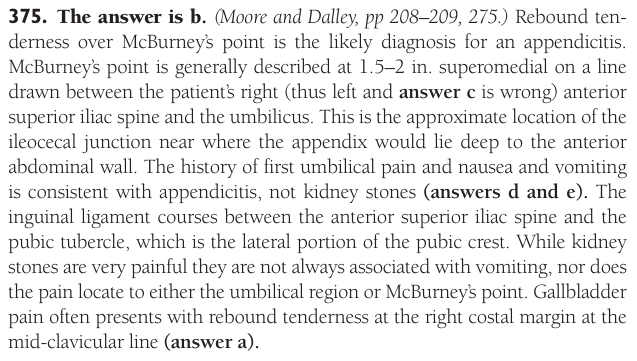 375. The answer is b. (Moore and Dalley, pp 208–209, 275.) Rebound ten-
derness over McBurney's point is the likely diagnosis for an appendicitis.
McBurney's point is generally described at 1.5–2 in. superomedial on a line
drawn between the patient's right (thus left and answer c is wrong) anterior
superior iliac spine and the umbilicus. This is the approximate location of the
ileocecal junction near where the appendix would lie deep to the anterior
abdominal wall. The history of first umbilical pain and nausea and vomiting
is consistent with appendicitis, not kidney stones (answers d and e). The
inguinal ligament courses between the anterior superior iliac spine and the
pubic tubercle, which is the lateral portion of the pubic crest. While kidney
stones are very painful they are not always associated with vomiting, nor does
the pain locate to either the umbilical region or McBurney's point. Gallbladder
pain often presents with rebound tenderness at the right costal margin at the
mid-clavicular line (answer a).